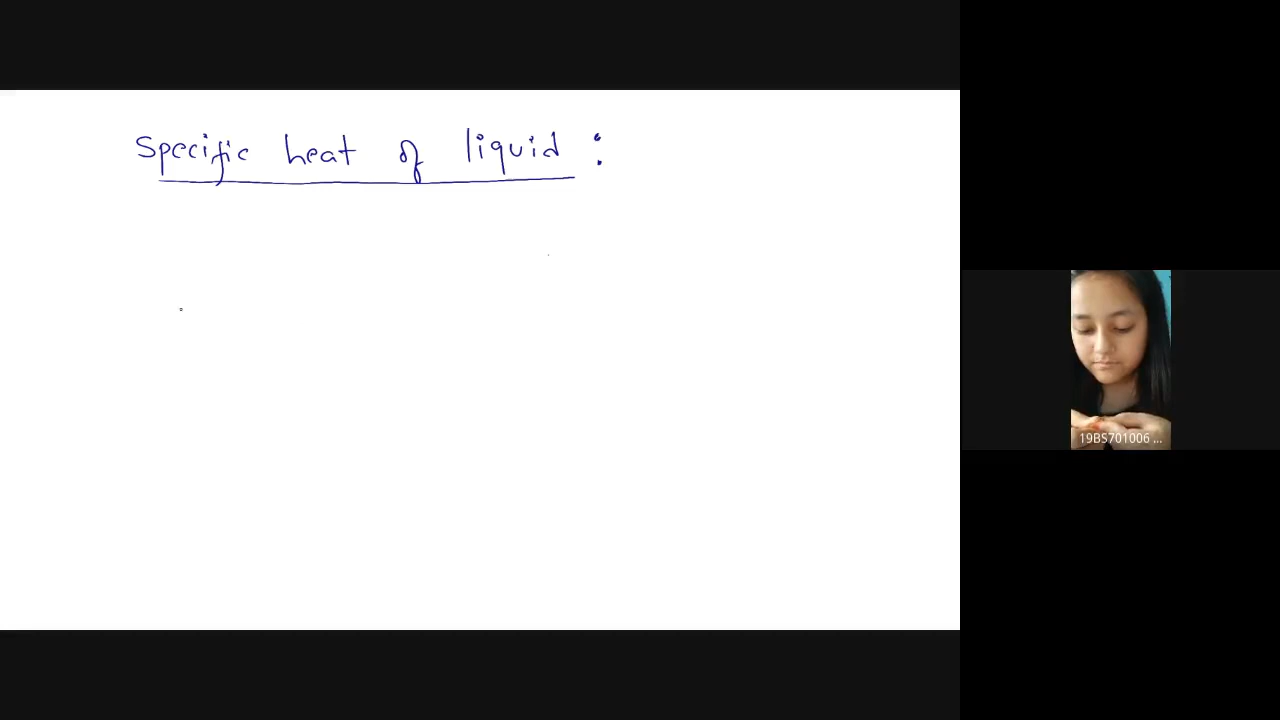 Specific heat of liquid :
19BS701006 ...